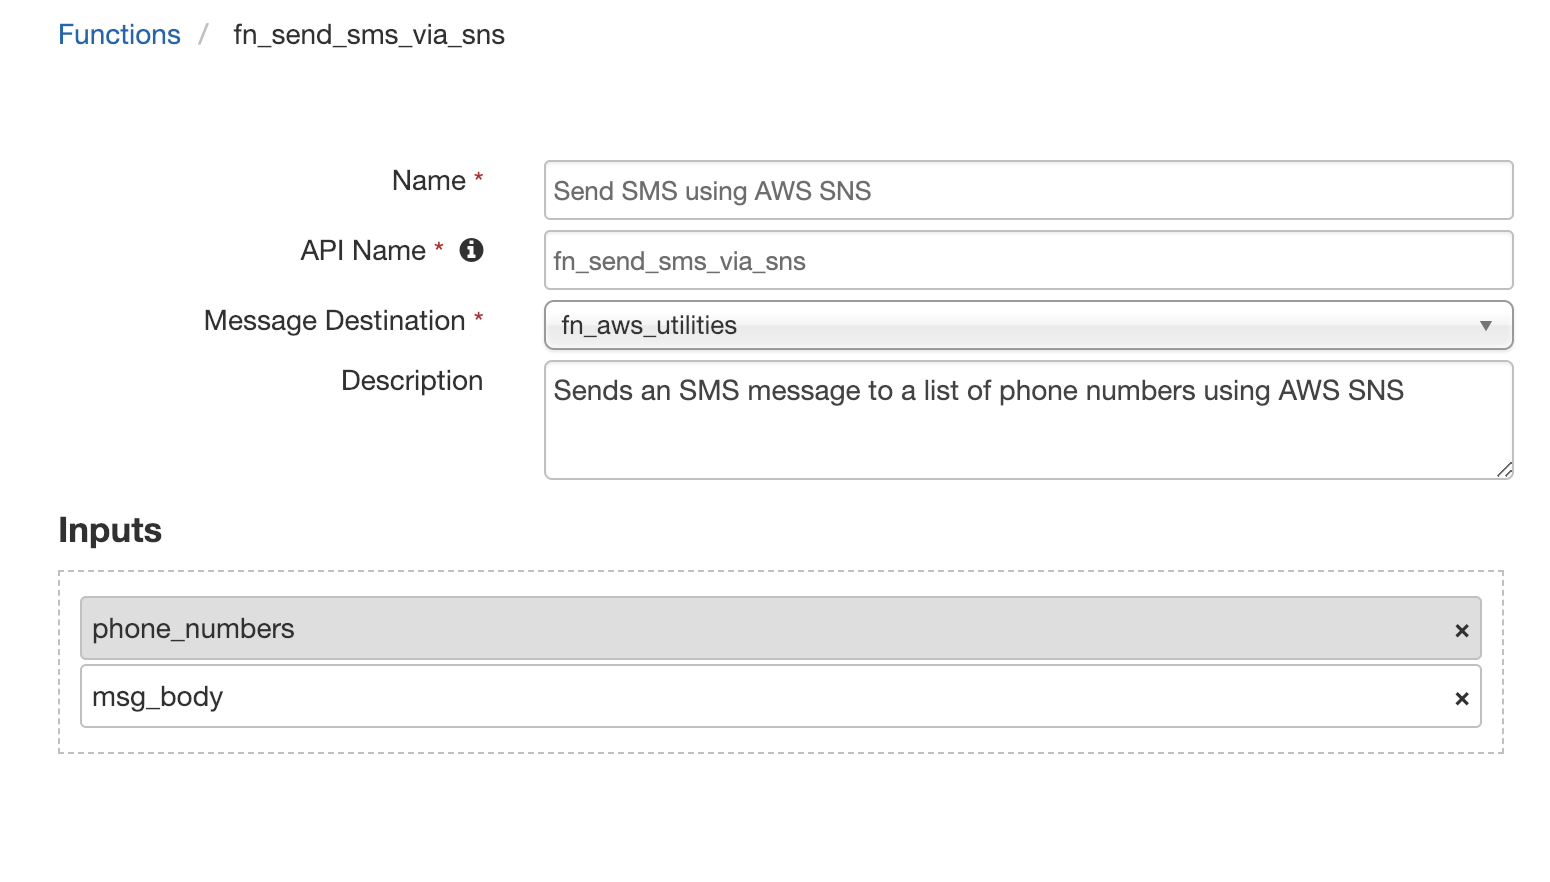 Functions / fn_send_sms_via_sns
Name * Send SMS using AWS SNS
API Name * fn_send_sms_via_sns
Message Destination * fn_aws_utilities
Description Sends an SMS message to a list of phone numbers using AWS SNS
Inputs
phone_numbers ×
msg_body ×